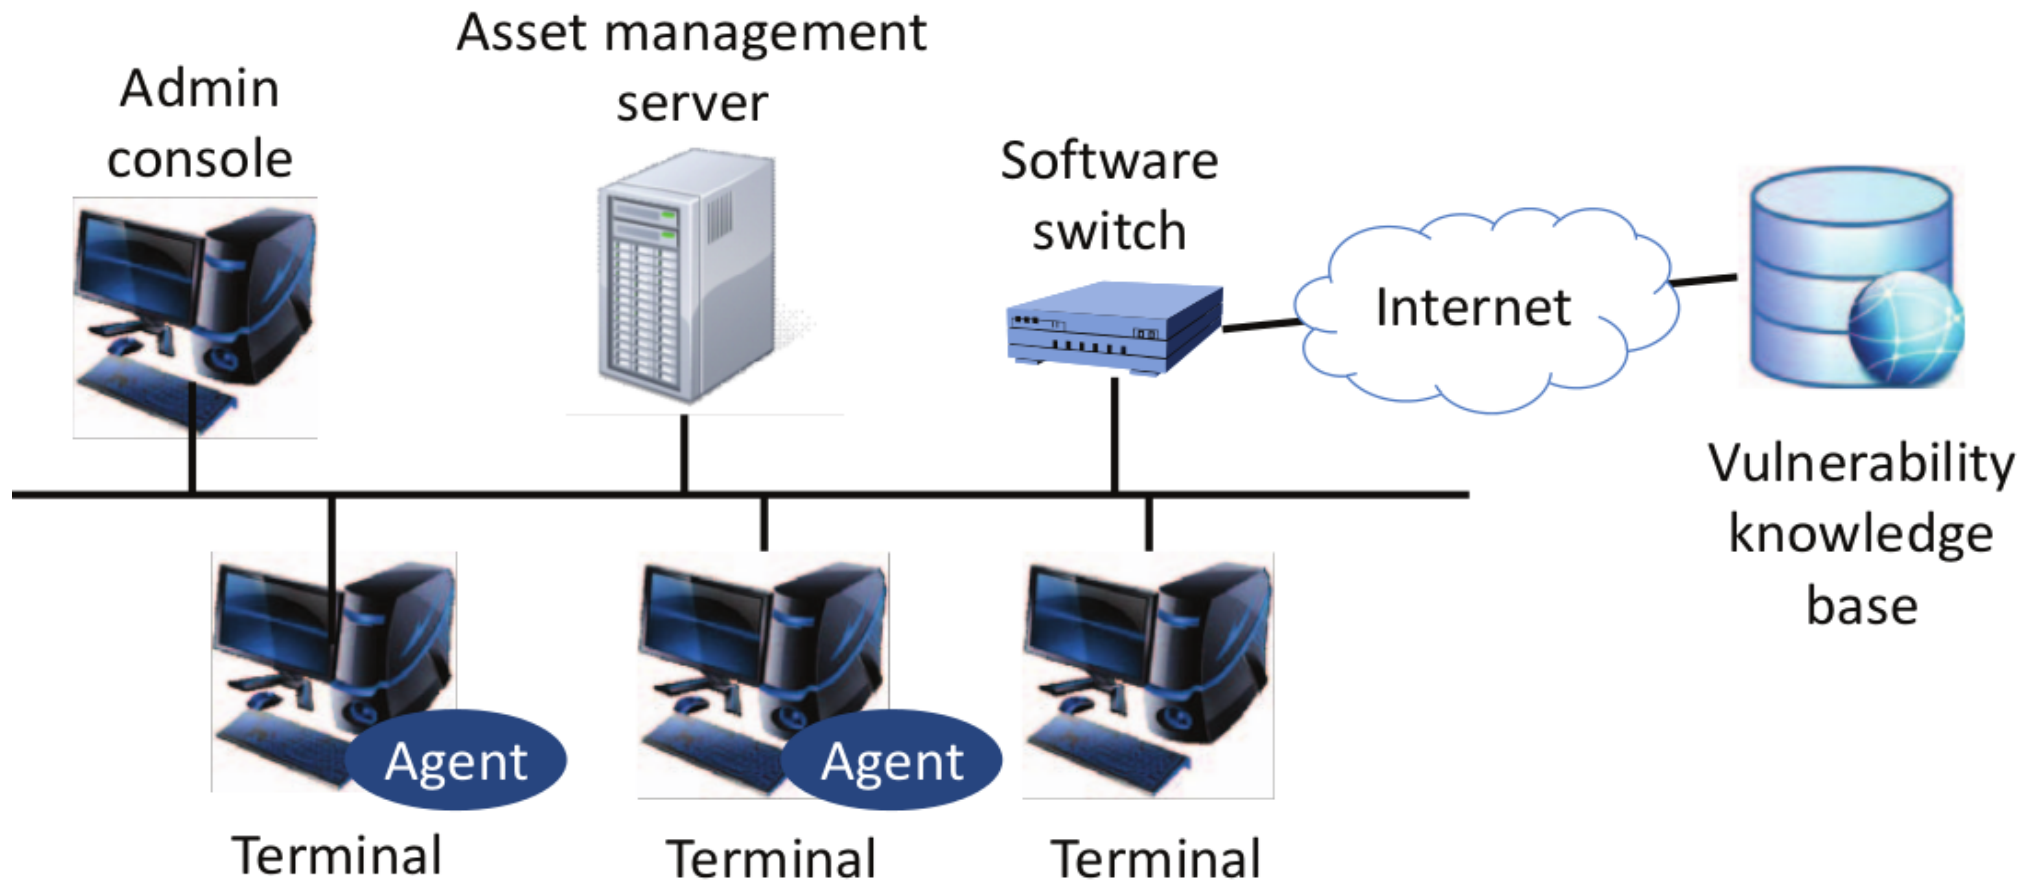 Admin
console
Asset management
server
Software
switch
Internet
Vulnerability
knowledge
base
Agent
Terminal
Agent
Terminal
Terminal